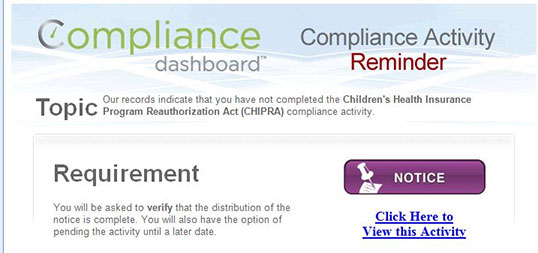 Compliance
dashboard™
Compliance Activity
Reminder
Topic
Our records indicate that you have not completed the Children's Health Insurance
Program Reauthorization Act (CHIPRA) compliance activity.
Requirement
You will be asked to verify that the distribution of the
notice is complete. You will also have the option of
pending the activity until a later date.
NOTICE
Click Here to
View this Activity